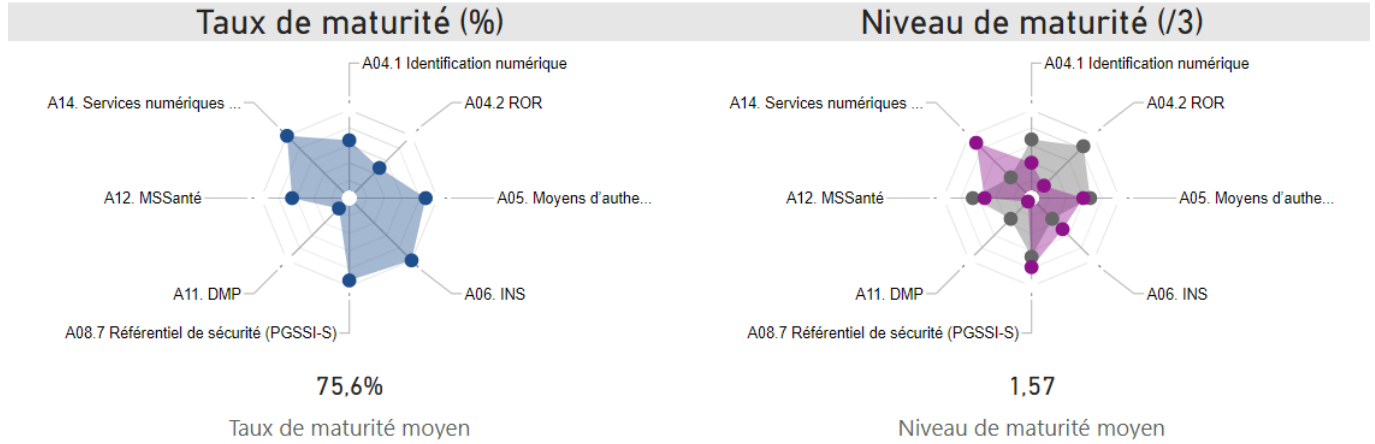 Taux de maturité (%)
A04.1 Identification numérique
A14. Services numériques ...
A04.2 ROR
A12. MSSanté
A05. Moyens d’authe...
A11. DMP
A06. INS
A08.7 Référentiel de sécurité (PGSSI-S)
75,6%
Taux de maturité moyen
Niveau de maturité (/3)
A04.1 Identification numérique
A14. Services numériques ...
A04.2 ROR
A12. MSSanté
A05. Moyens d’authe...
A11. DMP
A06. INS
A08.7 Référentiel de sécurité (PGSSI-S)
1,57
Niveau de maturité moyen